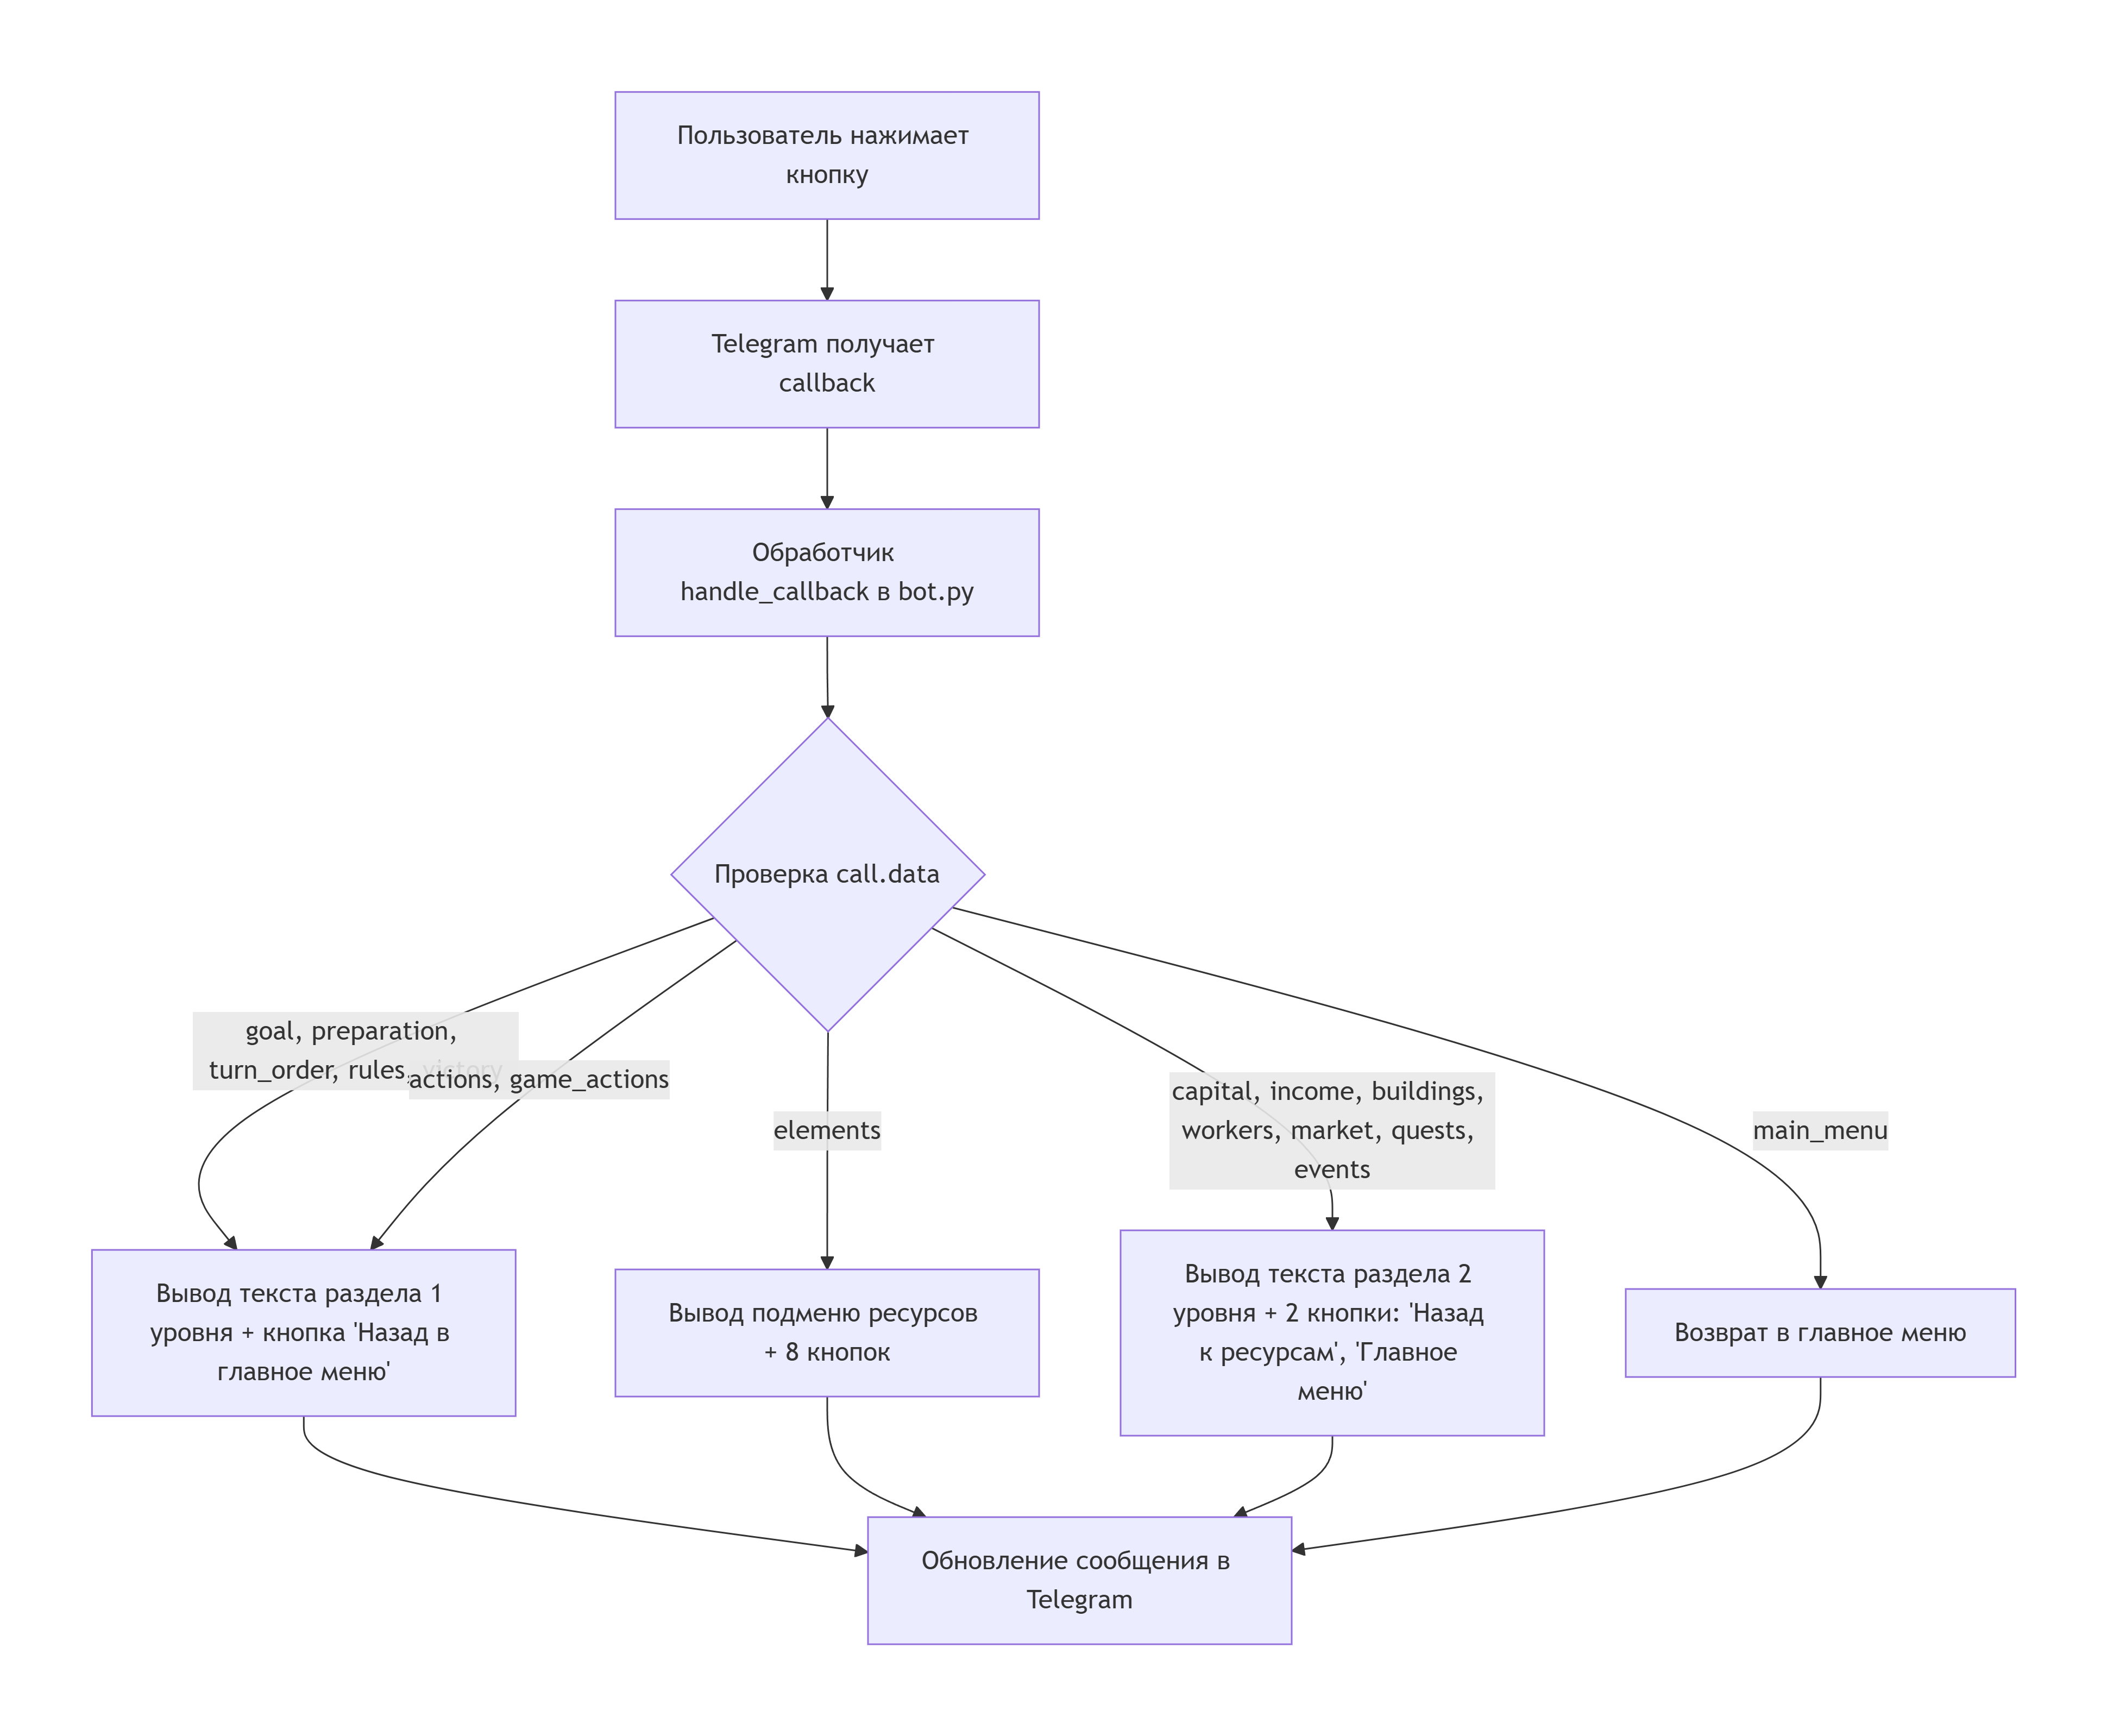 Пользователь нажимает
кнопку
Telegram получает
callback
Обработчик
handle_callback в bot.py
Проверка call.data
goal, preparation,
turn_order, rules, victory
actions, game_actions
elements
capital, income, buildings,
workers, market, quests,
events
main_menu
Вывод текста раздела 1
уровня + кнопка 'Назад в
главное меню'
Вывод подменю ресурсов
+ 8 кнопок
Вывод текста раздела 2
уровня + 2 кнопки: 'Назад
к ресурсам', 'Главное
меню'
Возврат в главное меню
Обновление сообщения в
Telegram